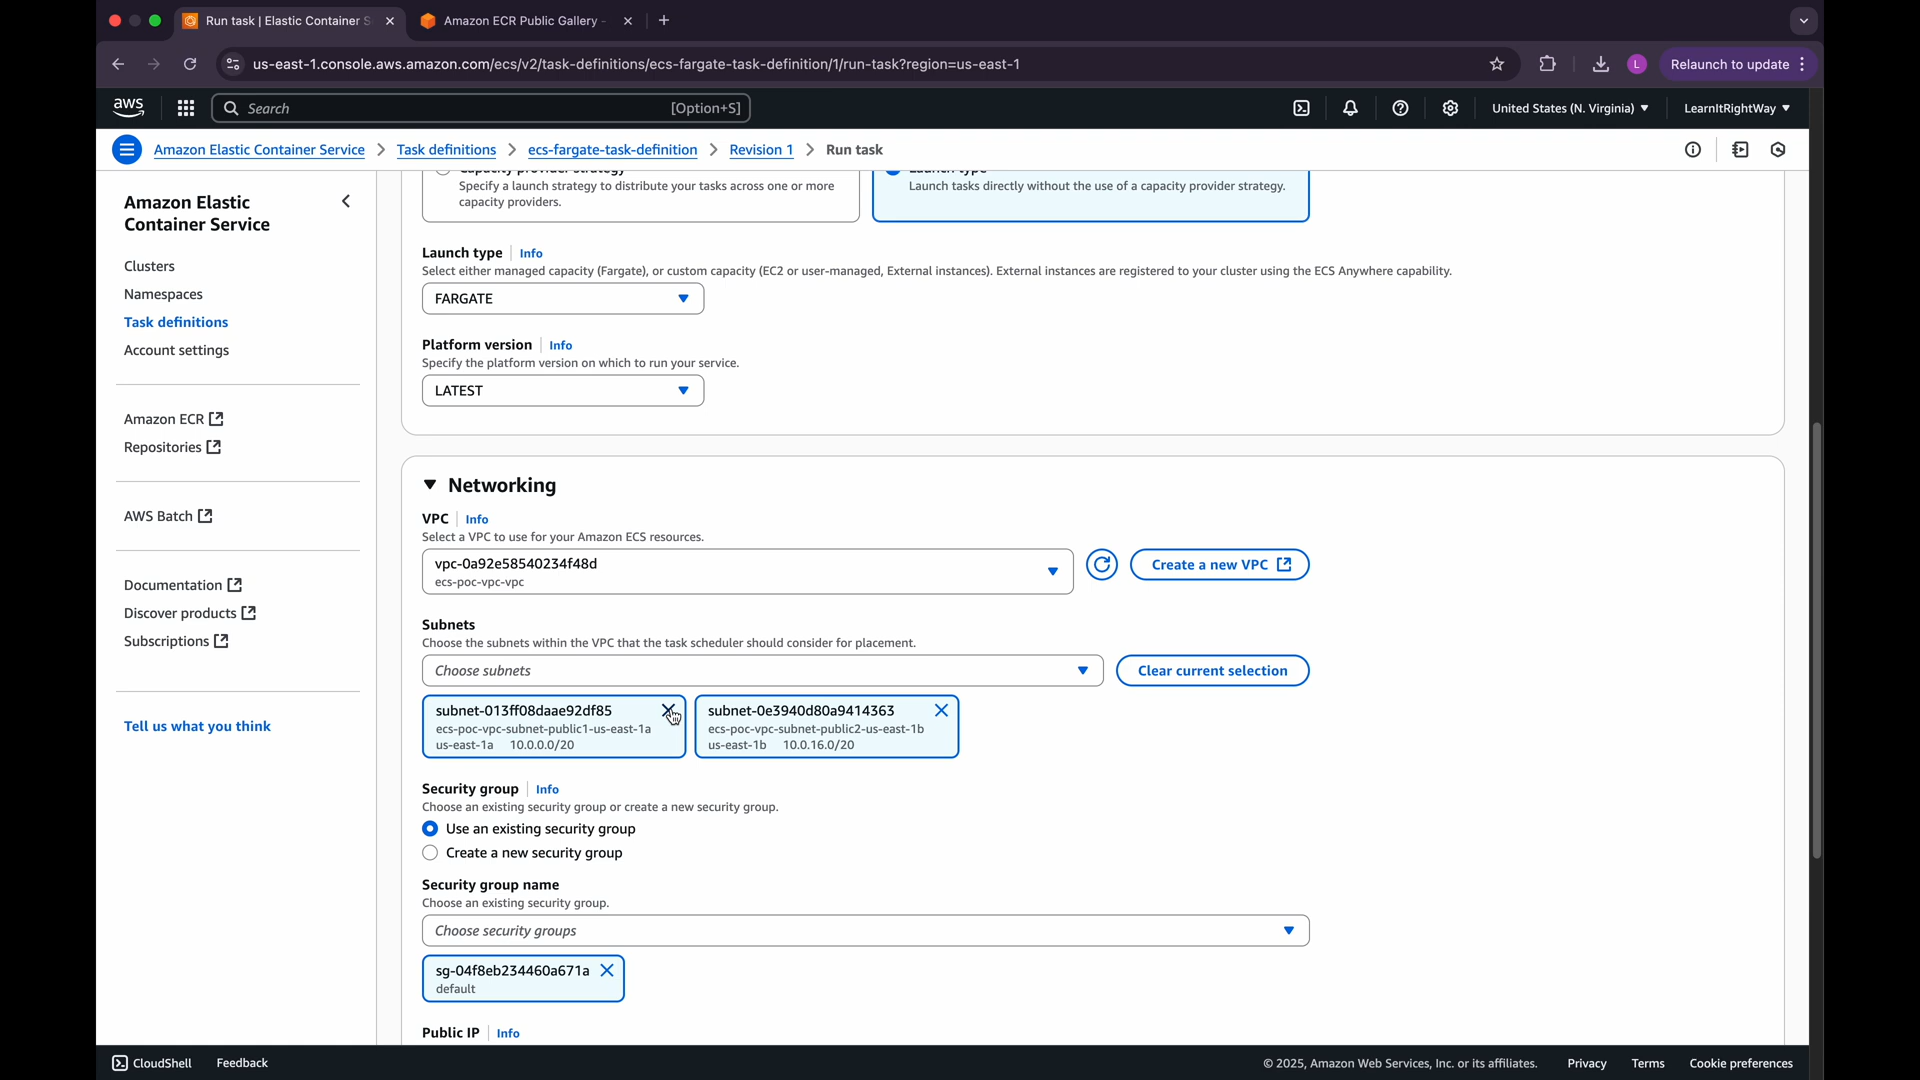 Run task | Elastic Container S
Amazon ECR Public Gallery -
us-east-1.console.aws.amazon.com/ecs/v2/task-definitions/ecs-fargate-task-definition/1/run-task?region=us-east-1
L
Relaunch to update
aws
Search
[Option+S]
United States (N. Virginia)
LearnItRightWay
Amazon Elastic Container Service
Task definitions
ecs-fargate-task-definition
Revision 1
Run task
Amazon Elastic
Container Service
Clusters
Namespaces
Task definitions
Account settings
Amazon ECR
Repositories
AWS Batch
Documentation
Discover products
Subscriptions
Tell us what you think
Capacity provider strategy
Specify a launch strategy to distribute your tasks across one or more
capacity providers.
Launch type
Launch tasks directly without the use of a capacity provider strategy.
Launch type
Info
Select either managed capacity (Fargate), or custom capacity (EC2 or user-managed, External instances). External instances are registered to your cluster using the ECS Anywhere capability.
FARGATE
Platform version
Info
Specify the platform version on which to run your service.
LATEST
Networking
VPC
Info
Select a VPC to use for your Amazon ECS resources.
vpc-0a92e58540234f48d
ecs-poc-vpc-vpc
Create a new VPC
Subnets
Choose the subnets within the VPC that the task scheduler should consider for placement.
Choose subnets
Clear current selection
subnet-013ff08daae92df85
ecs-poc-vpc-subnet-public1-us-east-1a
us-east-1a 10.0.0.0/20
subnet-0e3940d80a9414363
ecs-poc-vpc-subnet-public2-us-east-1b
us-east-1b 10.0.16.0/20
Security group
Info
Choose an existing security group or create a new security group.
Use an existing security group
Create a new security group
Security group name
Choose an existing security group.
Choose security groups
sg-04f8eb234460a671a
default
Public IP
Info
CloudShell
Feedback
© 2025, Amazon Web Services, Inc. or its affiliates.
Privacy
Terms
Cookie preferences